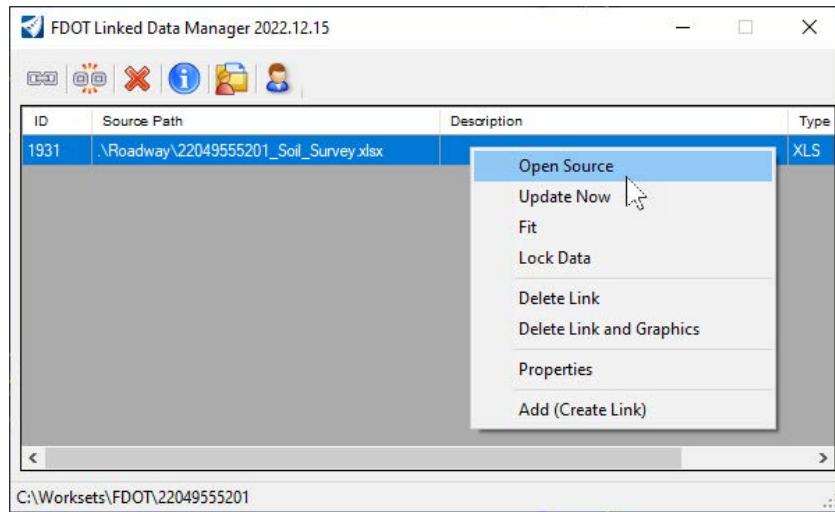 FDOT Linked Data Manager 2022.12.15
ID Source Path Description Type
1931 .\Roadway\22049555201_Soil_Survey.xlsx XLS
Open Source
Update Now
Fit
Lock Data
Delete Link
Delete Link and Graphics
Properties
Add (Create Link)
C:\Worksets\FDOT\22049555201